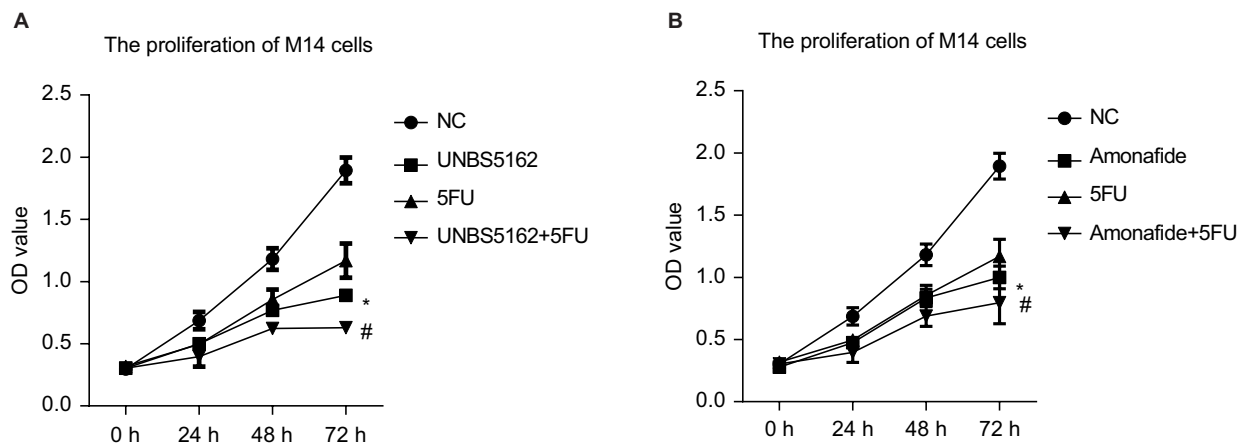 A
The proliferation of M14 cells
2.5
2.0
1.5
1.0
0.5
0.0
OD value
0 h
24 h
48 h
72 h
NC
UNBS5162
5FU
UNBS5162+5FU
*
#
B
The proliferation of M14 cells
2.5
2.0
1.5
1.0
0.5
0.0
OD value
0 h
24 h
48 h
72 h
NC
Amonafide
5FU
Amonafide+5FU
*
#